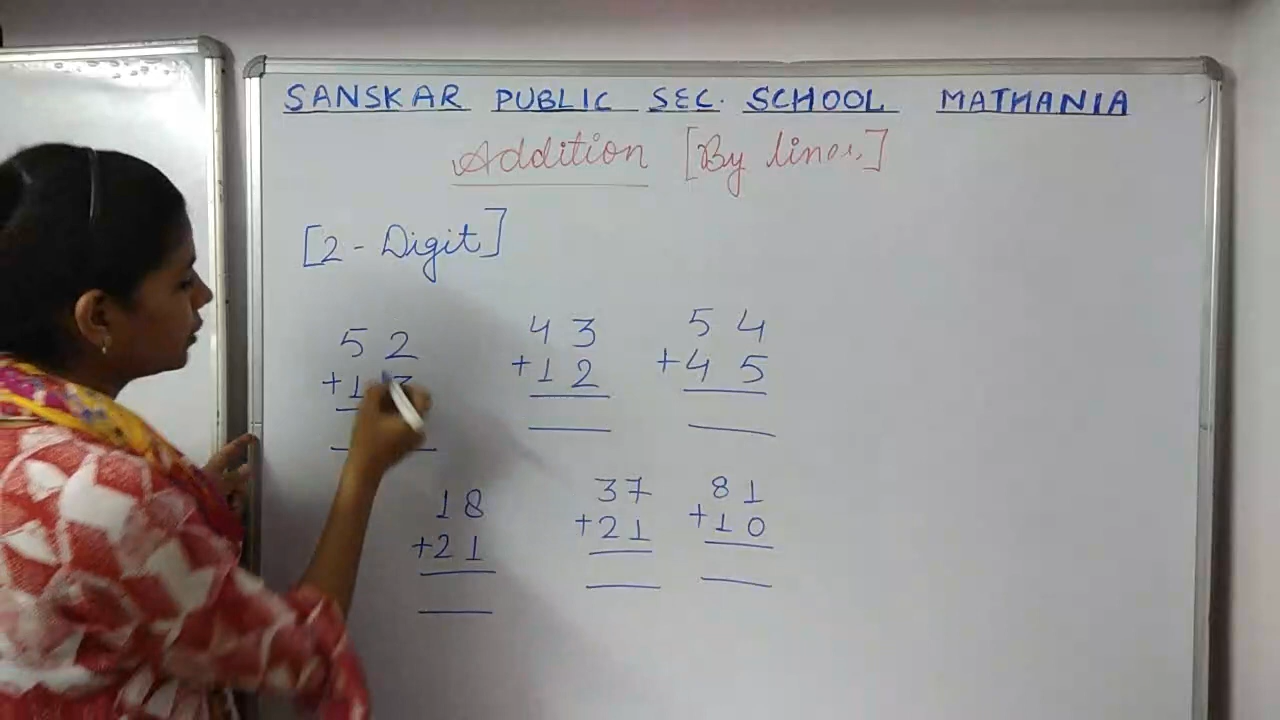 SANSKAR PUBLIC SEC. SCHOOL MATHANIA
Addition [By lines]
[2 - Digit]
5 2
+ 1
4 3
+ 1 2
5 4
+ 4 5
1 8
+ 2 1
3 7
+ 2 1
8 1
+ 1 0